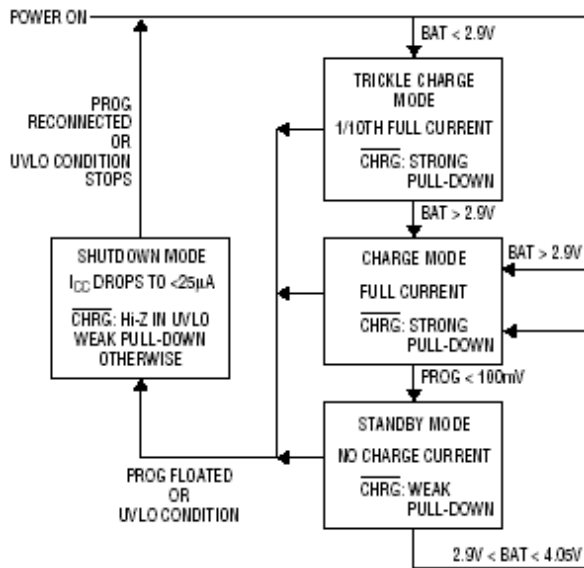 POWER ON
BAT < 2.9V
TRICKLE CHARGE
MODE
1/10TH FULL CURRENT
CHRG: STRONG
PULL-DOWN
BAT > 2.9V
CHARGE MODE
FULL CURRENT
CHRG: STRONG
PULL-DOWN
BAT > 2.9V
PROG < 100mV
STANDBY MODE
NO CHARGE CURRENT
CHRG: WEAK
PULL-DOWN
2.9V < BAT < 4.05V
PROG
RECONNECTED
OR
UVLO CONDITION
STOPS
SHUTDOWN MODE
ICC DROPS TO <25µA
CHRG: Hi-Z IN UVLO
WEAK PULL-DOWN
OTHERWISE
PROG FLOATED
OR
UVLO CONDITION